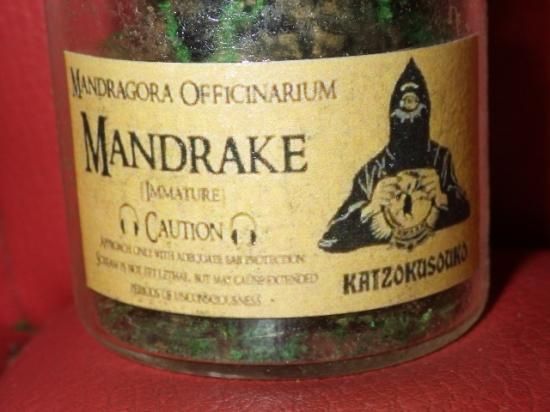 MANDRAGORA OFFICINARIUM
MANDRAKE
[IMMATURE]
CAUTION
APPROACH ONLY WITH ADEQUATE EAR PROTECTION
SCREAM IS NOT YET LETHAL, BUT MAY CAUSE EXTENDED
PERIODS OF UNCONSCIOUSNESS
KATZOKUSOUKO